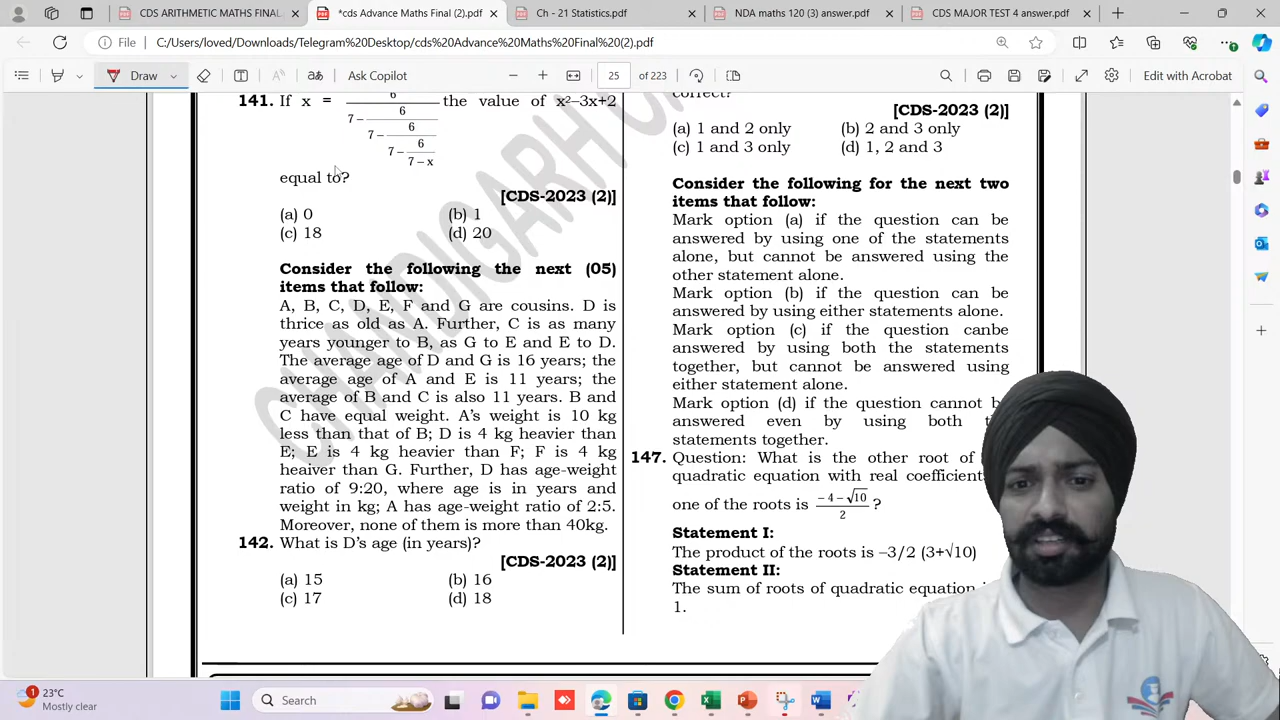 CDS ARITHMETIC MATHS FINAL
*cds Advance Maths Final (2).pdf
Ch - 21 Statistics.pdf
NDA maths 120 (3) answer.pdf
CDS MAJOR TEST 4 answer.pdf
File
C:/Users/loved/Downloads/Telegram%20Desktop/cds%20Advance%20Maths%20Final%20(2).pdf
Draw
Ask Copilot
25 of 223
Edit with Acrobat
141. If x = 6 / (7 − 6 / (7 − 6 / (7 − 6 / (7 − x)))) the value of x²−3x+2
equal to?
[CDS-2023 (2)]
(a) 0 (b) 1
(c) 18 (d) 20
Consider the following the next (05)
items that follow:
A, B, C, D, E, F and G are cousins. D is
thrice as old as A. Further, C is as many
years younger to B, as G to E and E to D.
The average age of D and G is 16 years; the
average age of A and E is 11 years; the
average of B and C is also 11 years. B and
C have equal weight. A's weight is 10 kg
less than that of B; D is 4 kg heavier than
E; E is 4 kg heavier than F; F is 4 kg
heaiver than G. Further, D has age-weight
ratio of 9:20, where age is in years and
weight in kg; A has age-weight ratio of 2:5.
Moreover, none of them is more than 40kg.
142. What is D's age (in years)?
[CDS-2023 (2)]
(a) 15 (b) 16
(c) 17 (d) 18
correct?
[CDS-2023 (2)]
(a) 1 and 2 only (b) 2 and 3 only
(c) 1 and 3 only (d) 1, 2 and 3
Consider the following for the next two
items that follow:
Mark option (a) if the question can be
answered by using one of the statements
alone, but cannot be answered using the
other statement alone.
Mark option (b) if the question can be
answered by using either statements alone.
Mark option (c) if the question canbe
answered by using both the statements
together, but cannot be answered using
either statement alone.
Mark option (d) if the question cannot
answered even by using both
statements together.
147. Question: What is the other root of
quadratic equation with real coefficients
one of the roots is (−4−√10)/2 ?
Statement I:
The product of the roots is –3/2 (3+√10)
Statement II:
The sum of roots of quadratic equation
1.
CHANDIGARH
1
23°C
Mostly clear
Search